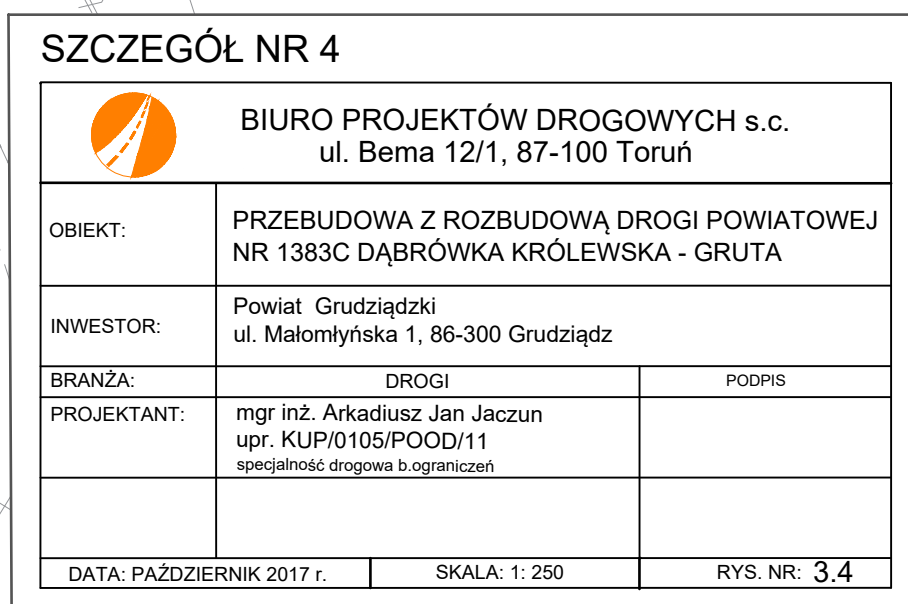 SZCZEGÓŁ NR 4
BIURO PROJEKTÓW DROGOWYCH s.c.
ul. Bema 12/1, 87-100 Toruń
OBIEKT:
PRZEBUDOWA Z ROZBUDOWĄ DROGI POWIATOWEJ
NR 1383C DĄBRÓWKA KRÓLEWSKA - GRUTA
INWESTOR:
Powiat Grudziądzki
ul. Małomłyńska 1, 86-300 Grudziądz
BRANŻA: DROGI PODPIS
PROJEKTANT:
mgr inż. Arkadiusz Jan Jaczun
upr. KUP/0105/POOD/11
specjalność drogowa b.ograniczeń
DATA: PAŹDZIERNIK 2017 r. SKALA: 1: 250 RYS. NR: 3.4